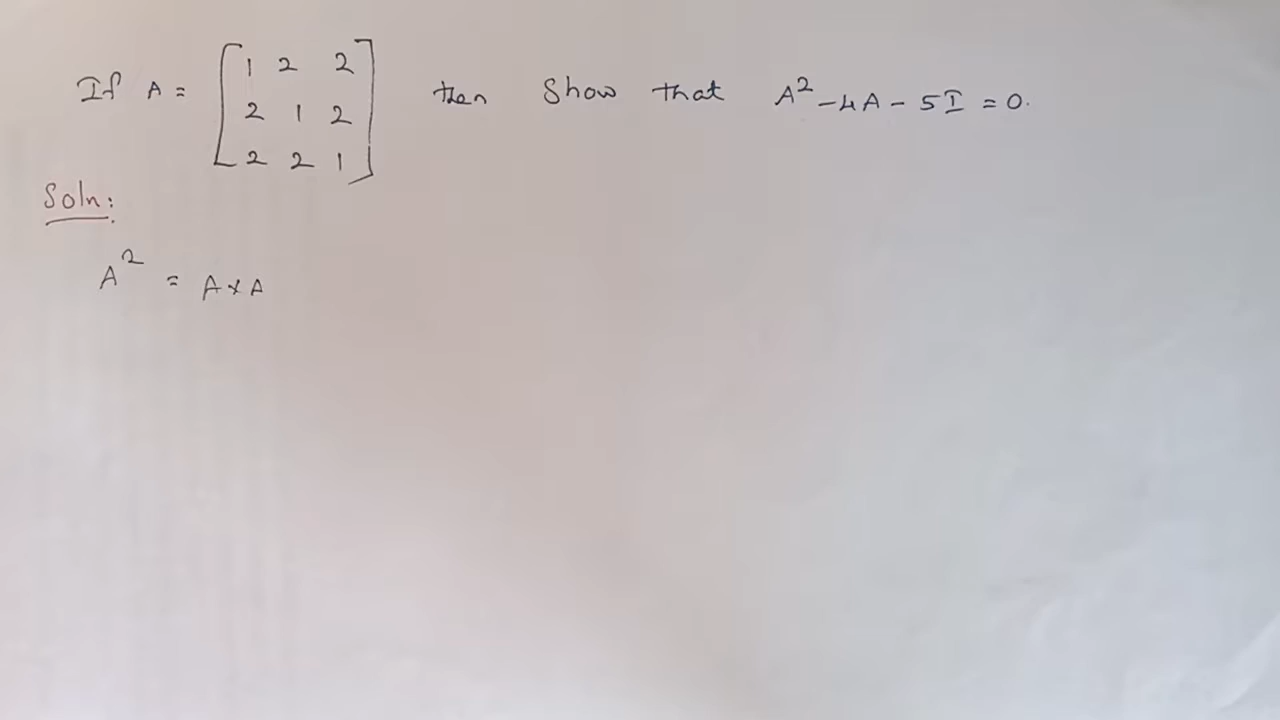 If A = [1 2 2
2 1 2
2 2 1] then Show that A² - 4A - 5I = 0.
Soln:
A² = A x A